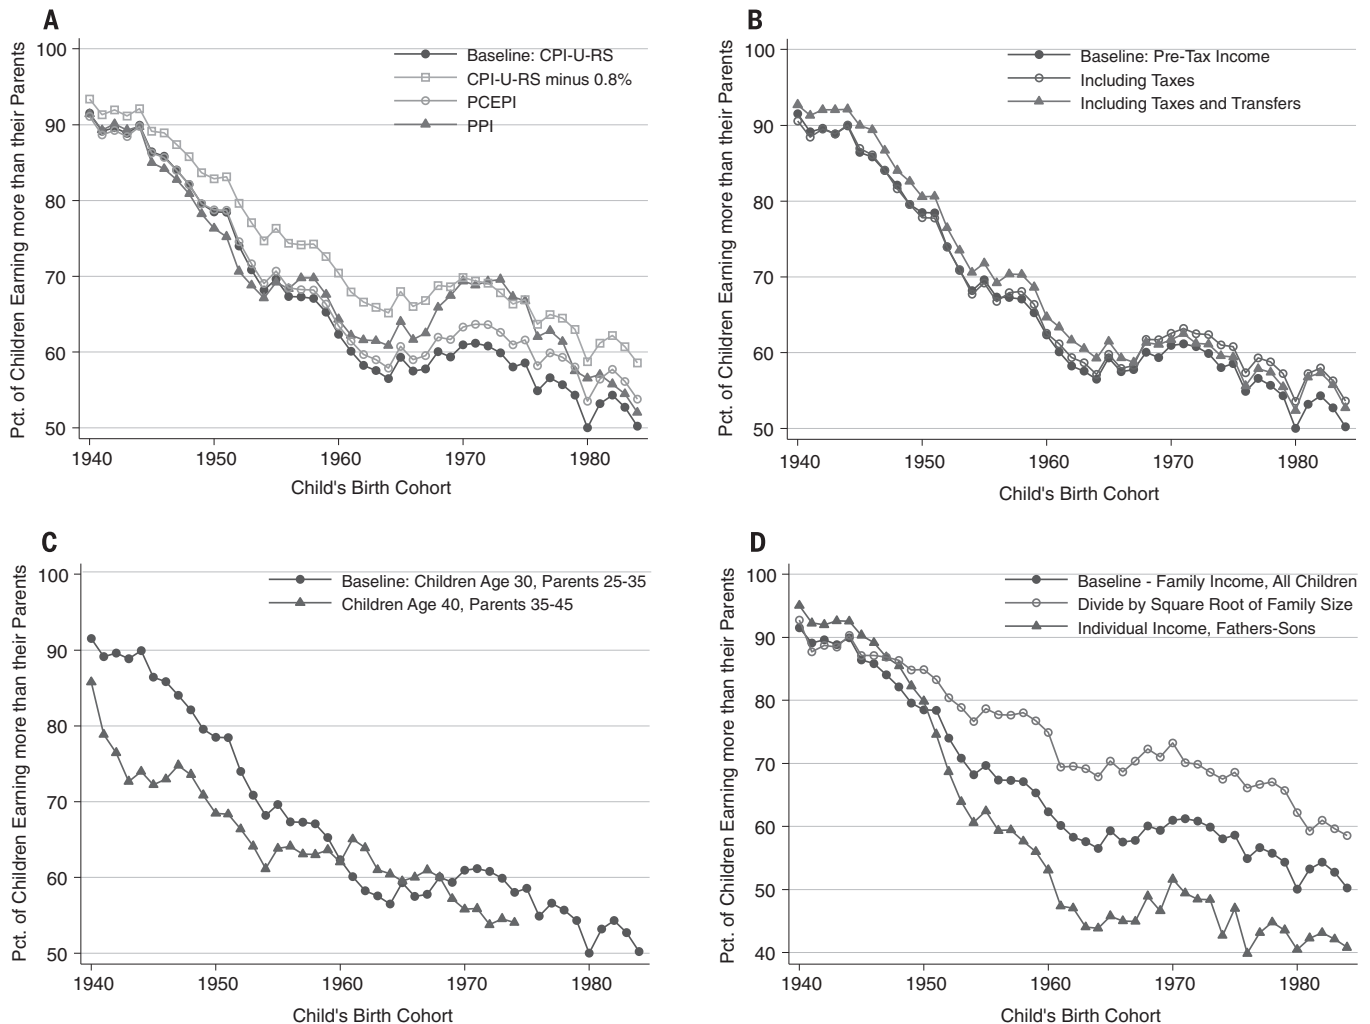 A
Pct. of Children Earning more than their Parents
100
90
80
70
60
50
1940
1950
1960
1970
1980
Child's Birth Cohort
Baseline: CPI-U-RS
CPI-U-RS minus 0.8%
PCEPI
PPI
B
Pct. of Children Earning more than their Parents
100
90
80
70
60
50
1940
1950
1960
1970
1980
Child's Birth Cohort
Baseline: Pre-Tax Income
Including Taxes
Including Taxes and Transfers
C
Pct. of Children Earning more than their Parents
100
90
80
70
60
50
1940
1950
1960
1970
1980
Child's Birth Cohort
Baseline: Children Age 30, Parents 25-35
Children Age 40, Parents 35-45
D
Pct. of Children Earning more than their Parents
100
90
80
70
60
50
40
1940
1950
1960
1970
1980
Child's Birth Cohort
Baseline - Family Income, All Children
Divide by Square Root of Family Size
Individual Income, Fathers-Sons